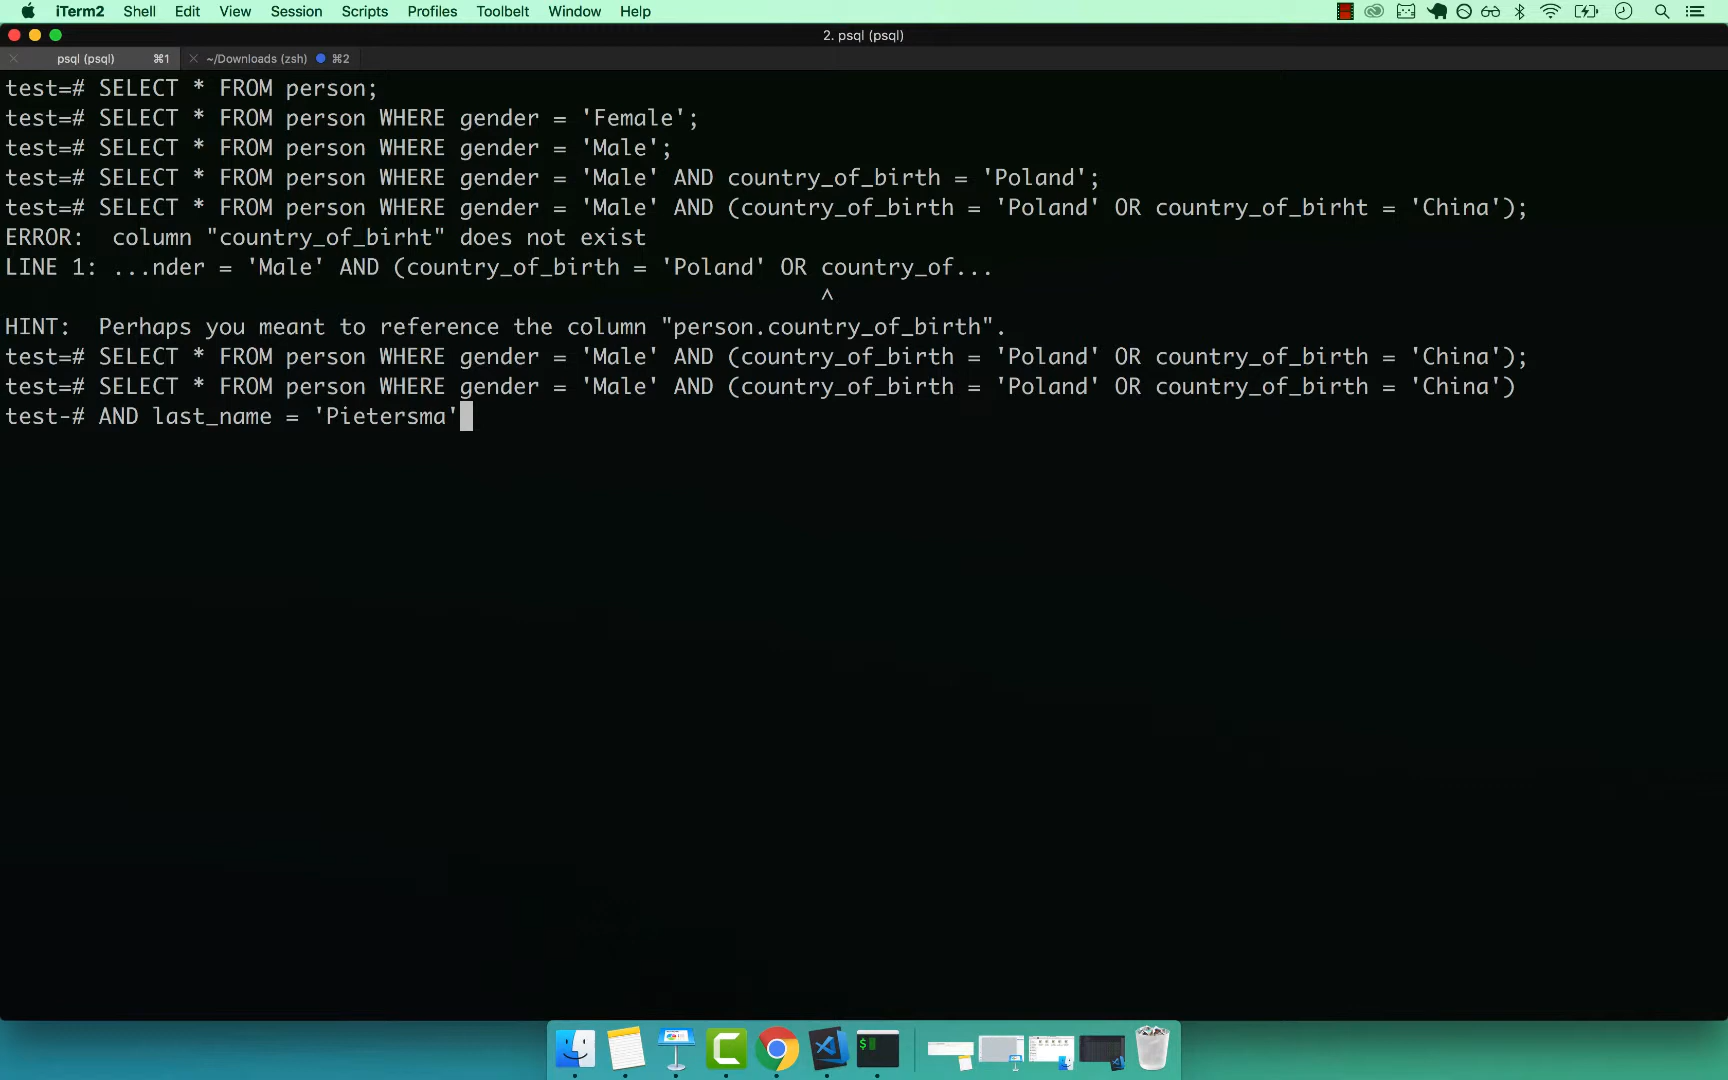 iTerm2 Shell Edit View Session Scripts Profiles Toolbelt Window Help
2. psql (psql)
psql (psql) ⌘1 ~/Downloads (zsh) ⌘2
test=# SELECT * FROM person;
test=# SELECT * FROM person WHERE gender = 'Female';
test=# SELECT * FROM person WHERE gender = 'Male';
test=# SELECT * FROM person WHERE gender = 'Male' AND country_of_birth = 'Poland';
test=# SELECT * FROM person WHERE gender = 'Male' AND (country_of_birth = 'Poland' OR country_of_birht = 'China');
ERROR:  column "country_of_birht" does not exist
LINE 1: ...nder = 'Male' AND (country_of_birth = 'Poland' OR country_of...
^
HINT:  Perhaps you meant to reference the column "person.country_of_birth".
test=# SELECT * FROM person WHERE gender = 'Male' AND (country_of_birth = 'Poland' OR country_of_birth = 'China');
test=# SELECT * FROM person WHERE gender = 'Male' AND (country_of_birth = 'Poland' OR country_of_birth = 'China')
test-# AND last_name = 'Pietersma'